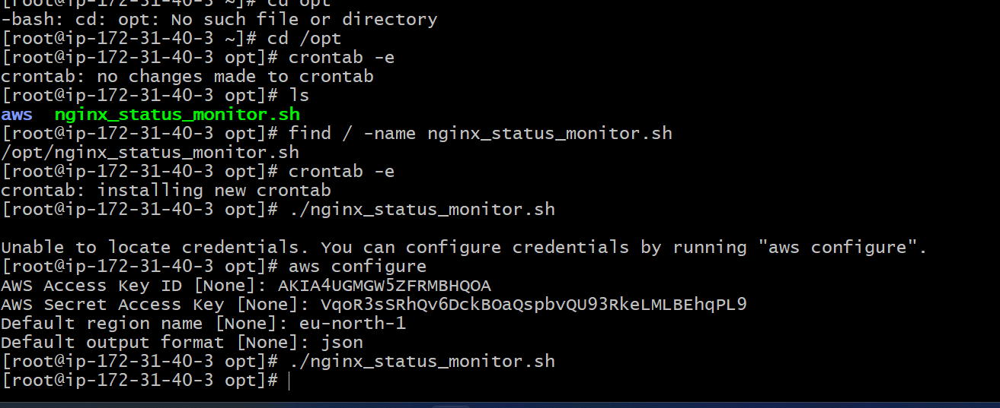 [root@ip-172-31-40-3 ~]# cd opt
-bash: cd: opt: No such file or directory
[root@ip-172-31-40-3 ~]# cd /opt
[root@ip-172-31-40-3 opt]# crontab -e
crontab: no changes made to crontab
[root@ip-172-31-40-3 opt]# ls
aws  nginx_status_monitor.sh
[root@ip-172-31-40-3 opt]# find / -name nginx_status_monitor.sh
/opt/nginx_status_monitor.sh
[root@ip-172-31-40-3 opt]# crontab -e
crontab: installing new crontab
[root@ip-172-31-40-3 opt]# ./nginx_status_monitor.sh
Unable to locate credentials. You can configure credentials by running "aws configure".
[root@ip-172-31-40-3 opt]# aws configure
AWS Access Key ID [None]: AKIA4UGMGW5ZFRMBHQOA
AWS Secret Access Key [None]: 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
Default region name [None]: eu-north-1
Default output format [None]: json
[root@ip-172-31-40-3 opt]# ./nginx_status_monitor.sh
[root@ip-172-31-40-3 opt]#